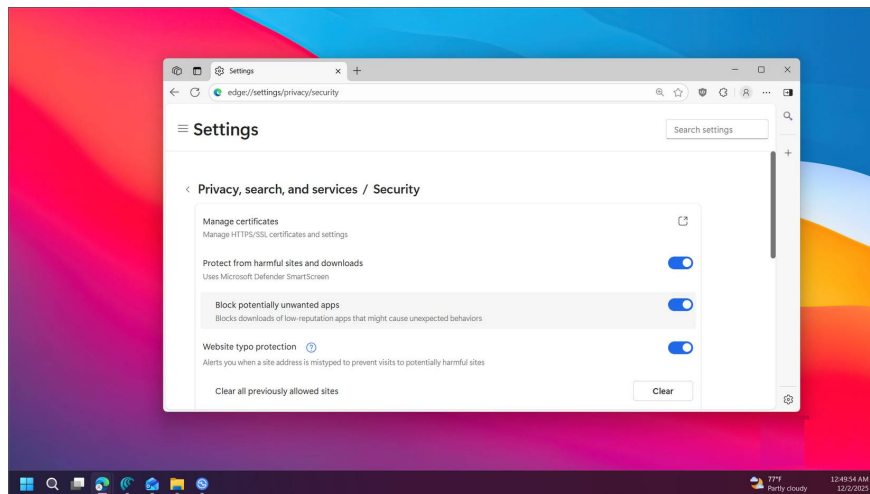 Settings
edge://settings/privacy/security
Settings
Search settings
Privacy, search, and services / Security
Manage certificates
Manage HTTPS/SSL certificates and settings
Protect from harmful sites and downloads
Uses Microsoft Defender SmartScreen
Block potentially unwanted apps
Blocks downloads of low-reputation apps that might cause unexpected behaviors
Website typo protection
Alerts you when a site address is mistyped to prevent visits to potentially harmful sites
Clear all previously allowed sites
Clear
77°F
Partly cloudy
12:49:54 AM
12/2/2025